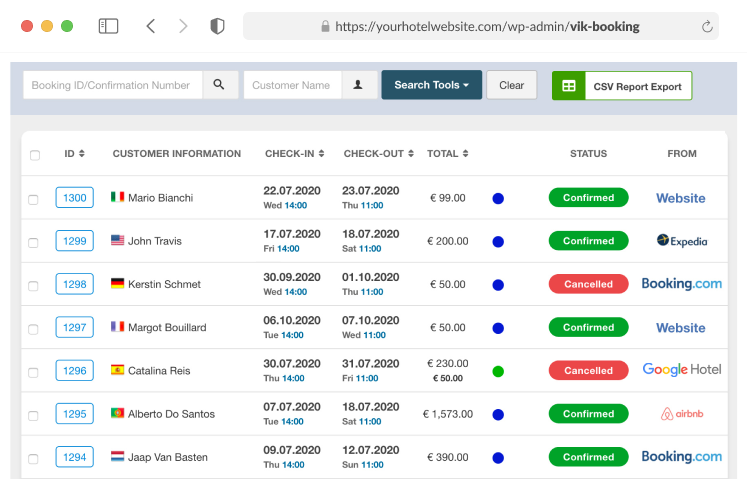 https://yourhotelwebsite.com/wp-admin/vik-booking
Booking ID/Confirmation Number Customer Name Search Tools Clear CSV Report Export
ID CUSTOMER INFORMATION CHECK-IN CHECK-OUT TOTAL STATUS FROM
1300 Mario Bianchi 22.07.2020 23.07.2020 € 99.00 Confirmed Website
Wed 14:00 Thu 11:00
1299 John Travis 17.07.2020 18.07.2020 € 200.00 Confirmed Expedia
Fri 14:00 Sat 11:00
1298 Kerstin Schmet 30.09.2020 01.10.2020 € 50.00 Cancelled Booking.com
Wed 14:00 Thu 11:00
1297 Margot Bouillard 06.10.2020 07.10.2020 € 50.00 Confirmed Website
Tue 14:00 Wed 11:00
1296 Catalina Reis 30.07.2020 31.07.2020 € 230.00 Cancelled Google Hotel
Thu 14:00 Fri 11:00 € 50.00
1295 Alberto Do Santos 07.07.2020 18.07.2020 € 1,573.00 Confirmed airbnb
Tue 14:00 Sat 11:00
1294 Jaap Van Basten 09.07.2020 12.07.2020 € 390.00 Confirmed Booking.com
Thu 14:00 Sun 11:00